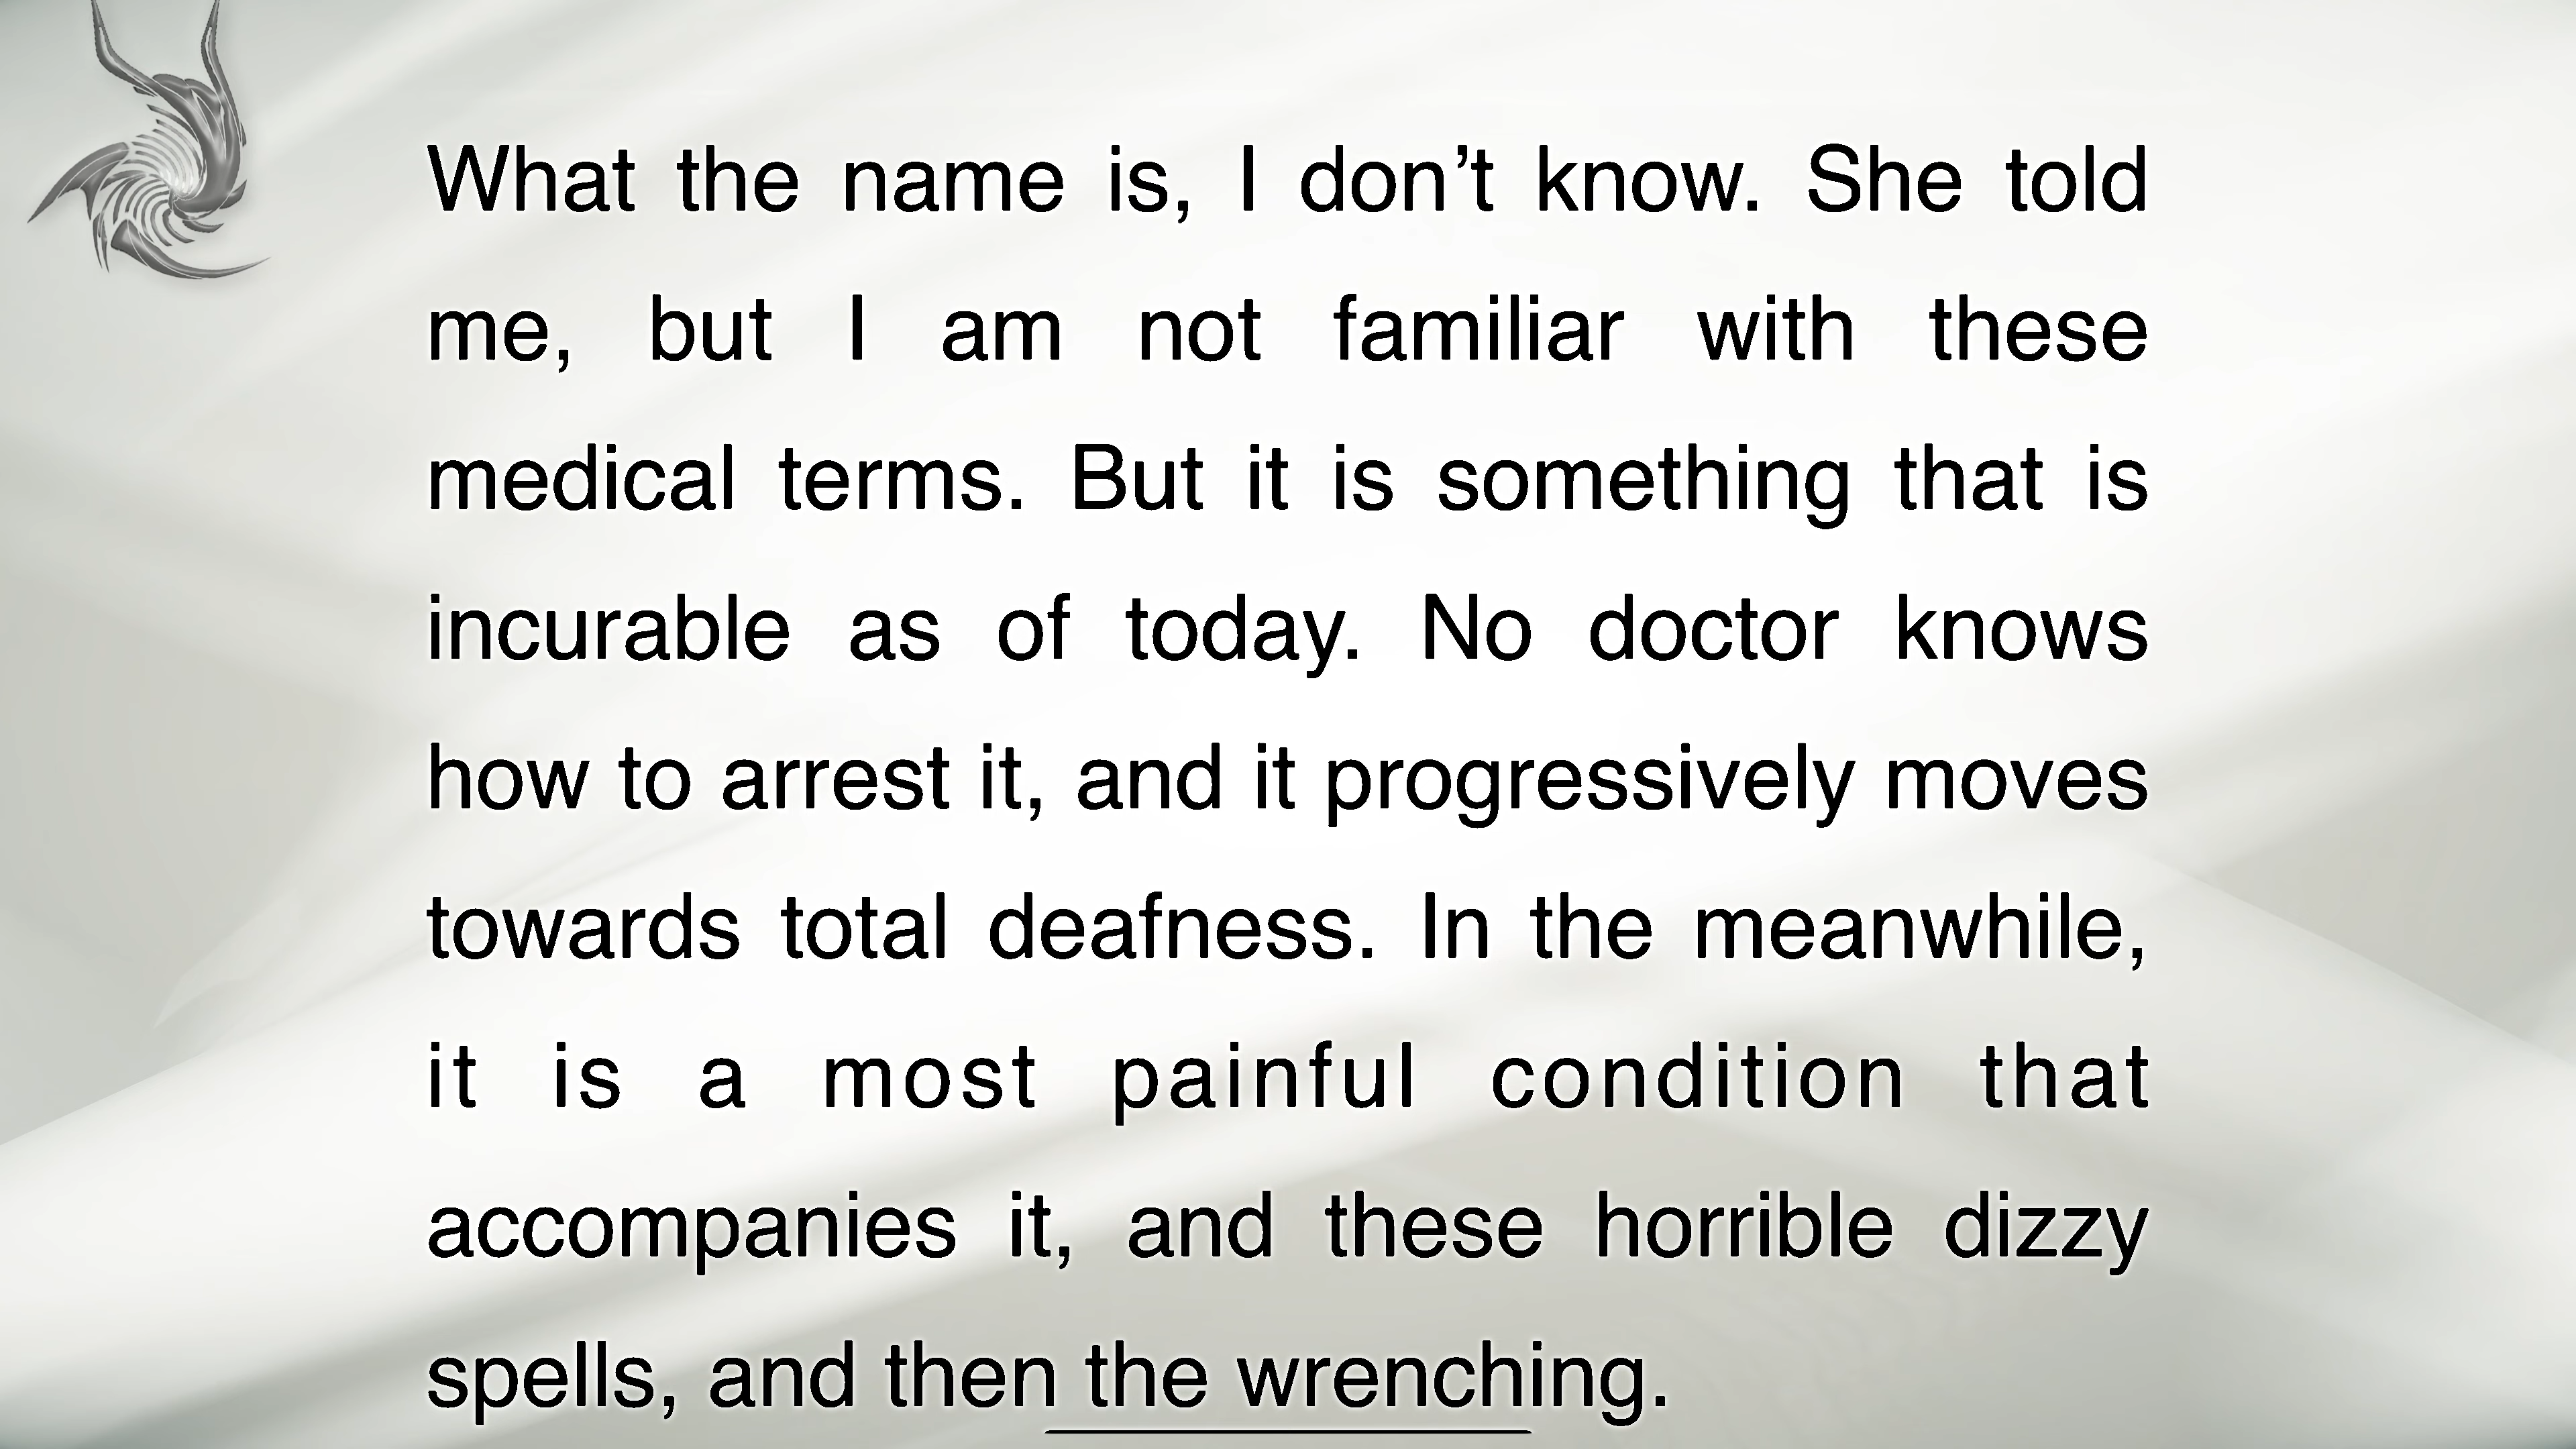 What the name is, I don’t know. She told
me, but I am not familiar with these
medical terms. But it is something that is
incurable as of today. No doctor knows
how to arrest it, and it progressively moves
towards total deafness. In the meanwhile,
it is a most painful condition that
accompanies it, and these horrible dizzy
spells, and then the wrenching.